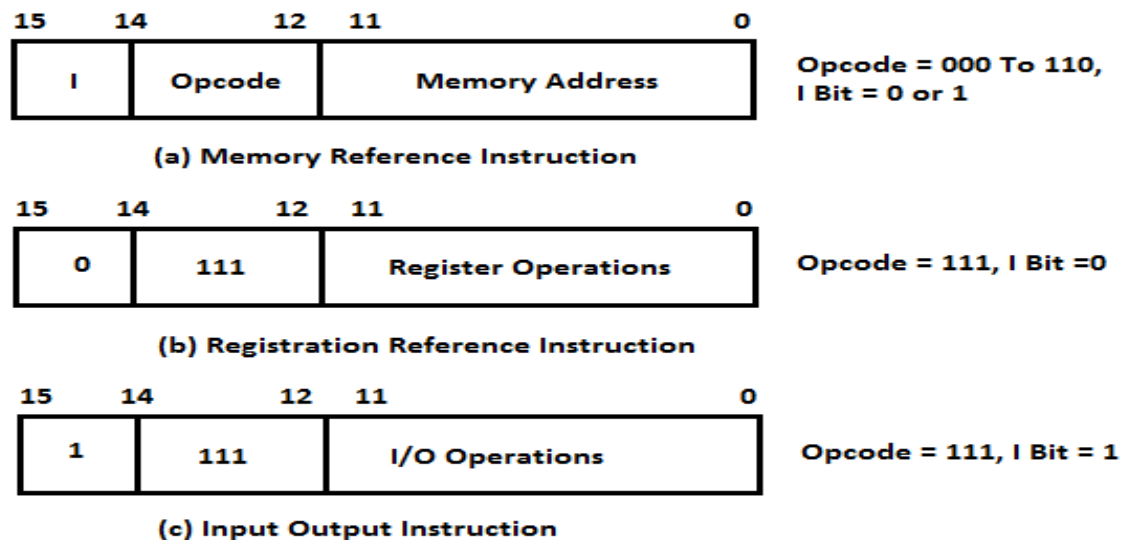 15 14 12 11 0
I Opcode Memory Address
Opcode = 000 To 110,
I Bit = 0 or 1
(a) Memory Reference Instruction
15 14 12 11 0
0 111 Register Operations
Opcode = 111, I Bit =0
(b) Registration Reference Instruction
15 14 12 11 0
1 111 I/O Operations
Opcode = 111, I Bit = 1
(c) Input Output Instruction